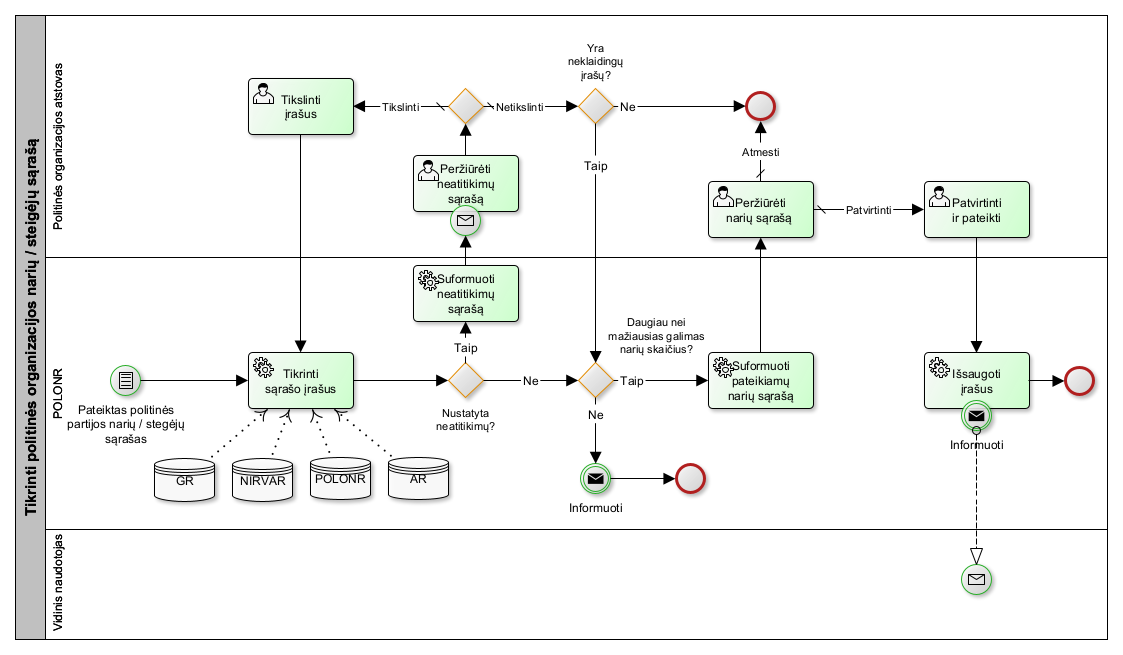 Tikrinti politinės organizacijos narių / steigėjų sąrašą
Politinės organizacijos atstovas
Yra
neklaidingų
įrašų?
Tikslinti
įrašus
Tikslinti
Netikslinti
Ne
Atmesti
Taip
Peržiūrėti
neatitikimų
sąrašą
Peržiūrėti
narių sąrašą
Patvirtinti
Patvirtinti
ir pateikti
POLONR
Suformuoti
neatitikimų
sąrašą
Taip
Daugiau nei
mažiausias galimas
narių skaičius?
Tikrinti
sąrašo įrašus
Ne
Taip
Suformuoti
pateikiamų
narių sąrašą
Išsaugoti
įrašus
Pateiktas politinės
partijos narių / stegėjų
sąrašas
Nustatyta
neatitikimų?
Ne
Informuoti
GR
NIRVAR
POLONR
AR
Informuoti
Vidinis naudotojas